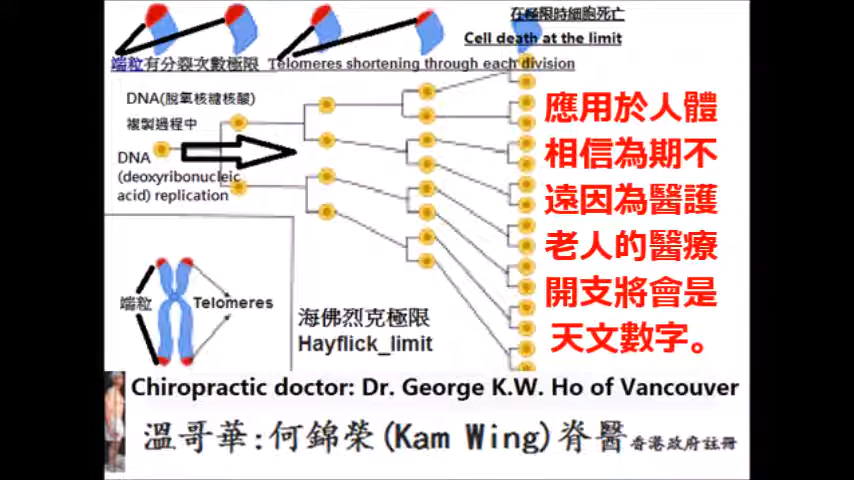 在極限時細胞死亡
Cell death at the limit
端粒有分裂次數極限 Telomeres shortening through each division
DNA(脫氧核糖核酸)
複製過程中
DNA
(deoxyribonucleic
acid) replication
應用於人體
相信為期不
遠因為醫護
老人的醫療
開支將會是
天文數字。
端粒 Telomeres
海佛烈克極限
Hayflick_limit
Chiropractic doctor: Dr. George K.W. Ho of Vancouver
溫哥華:何錦榮(Kam Wing)脊醫香港政府註冊